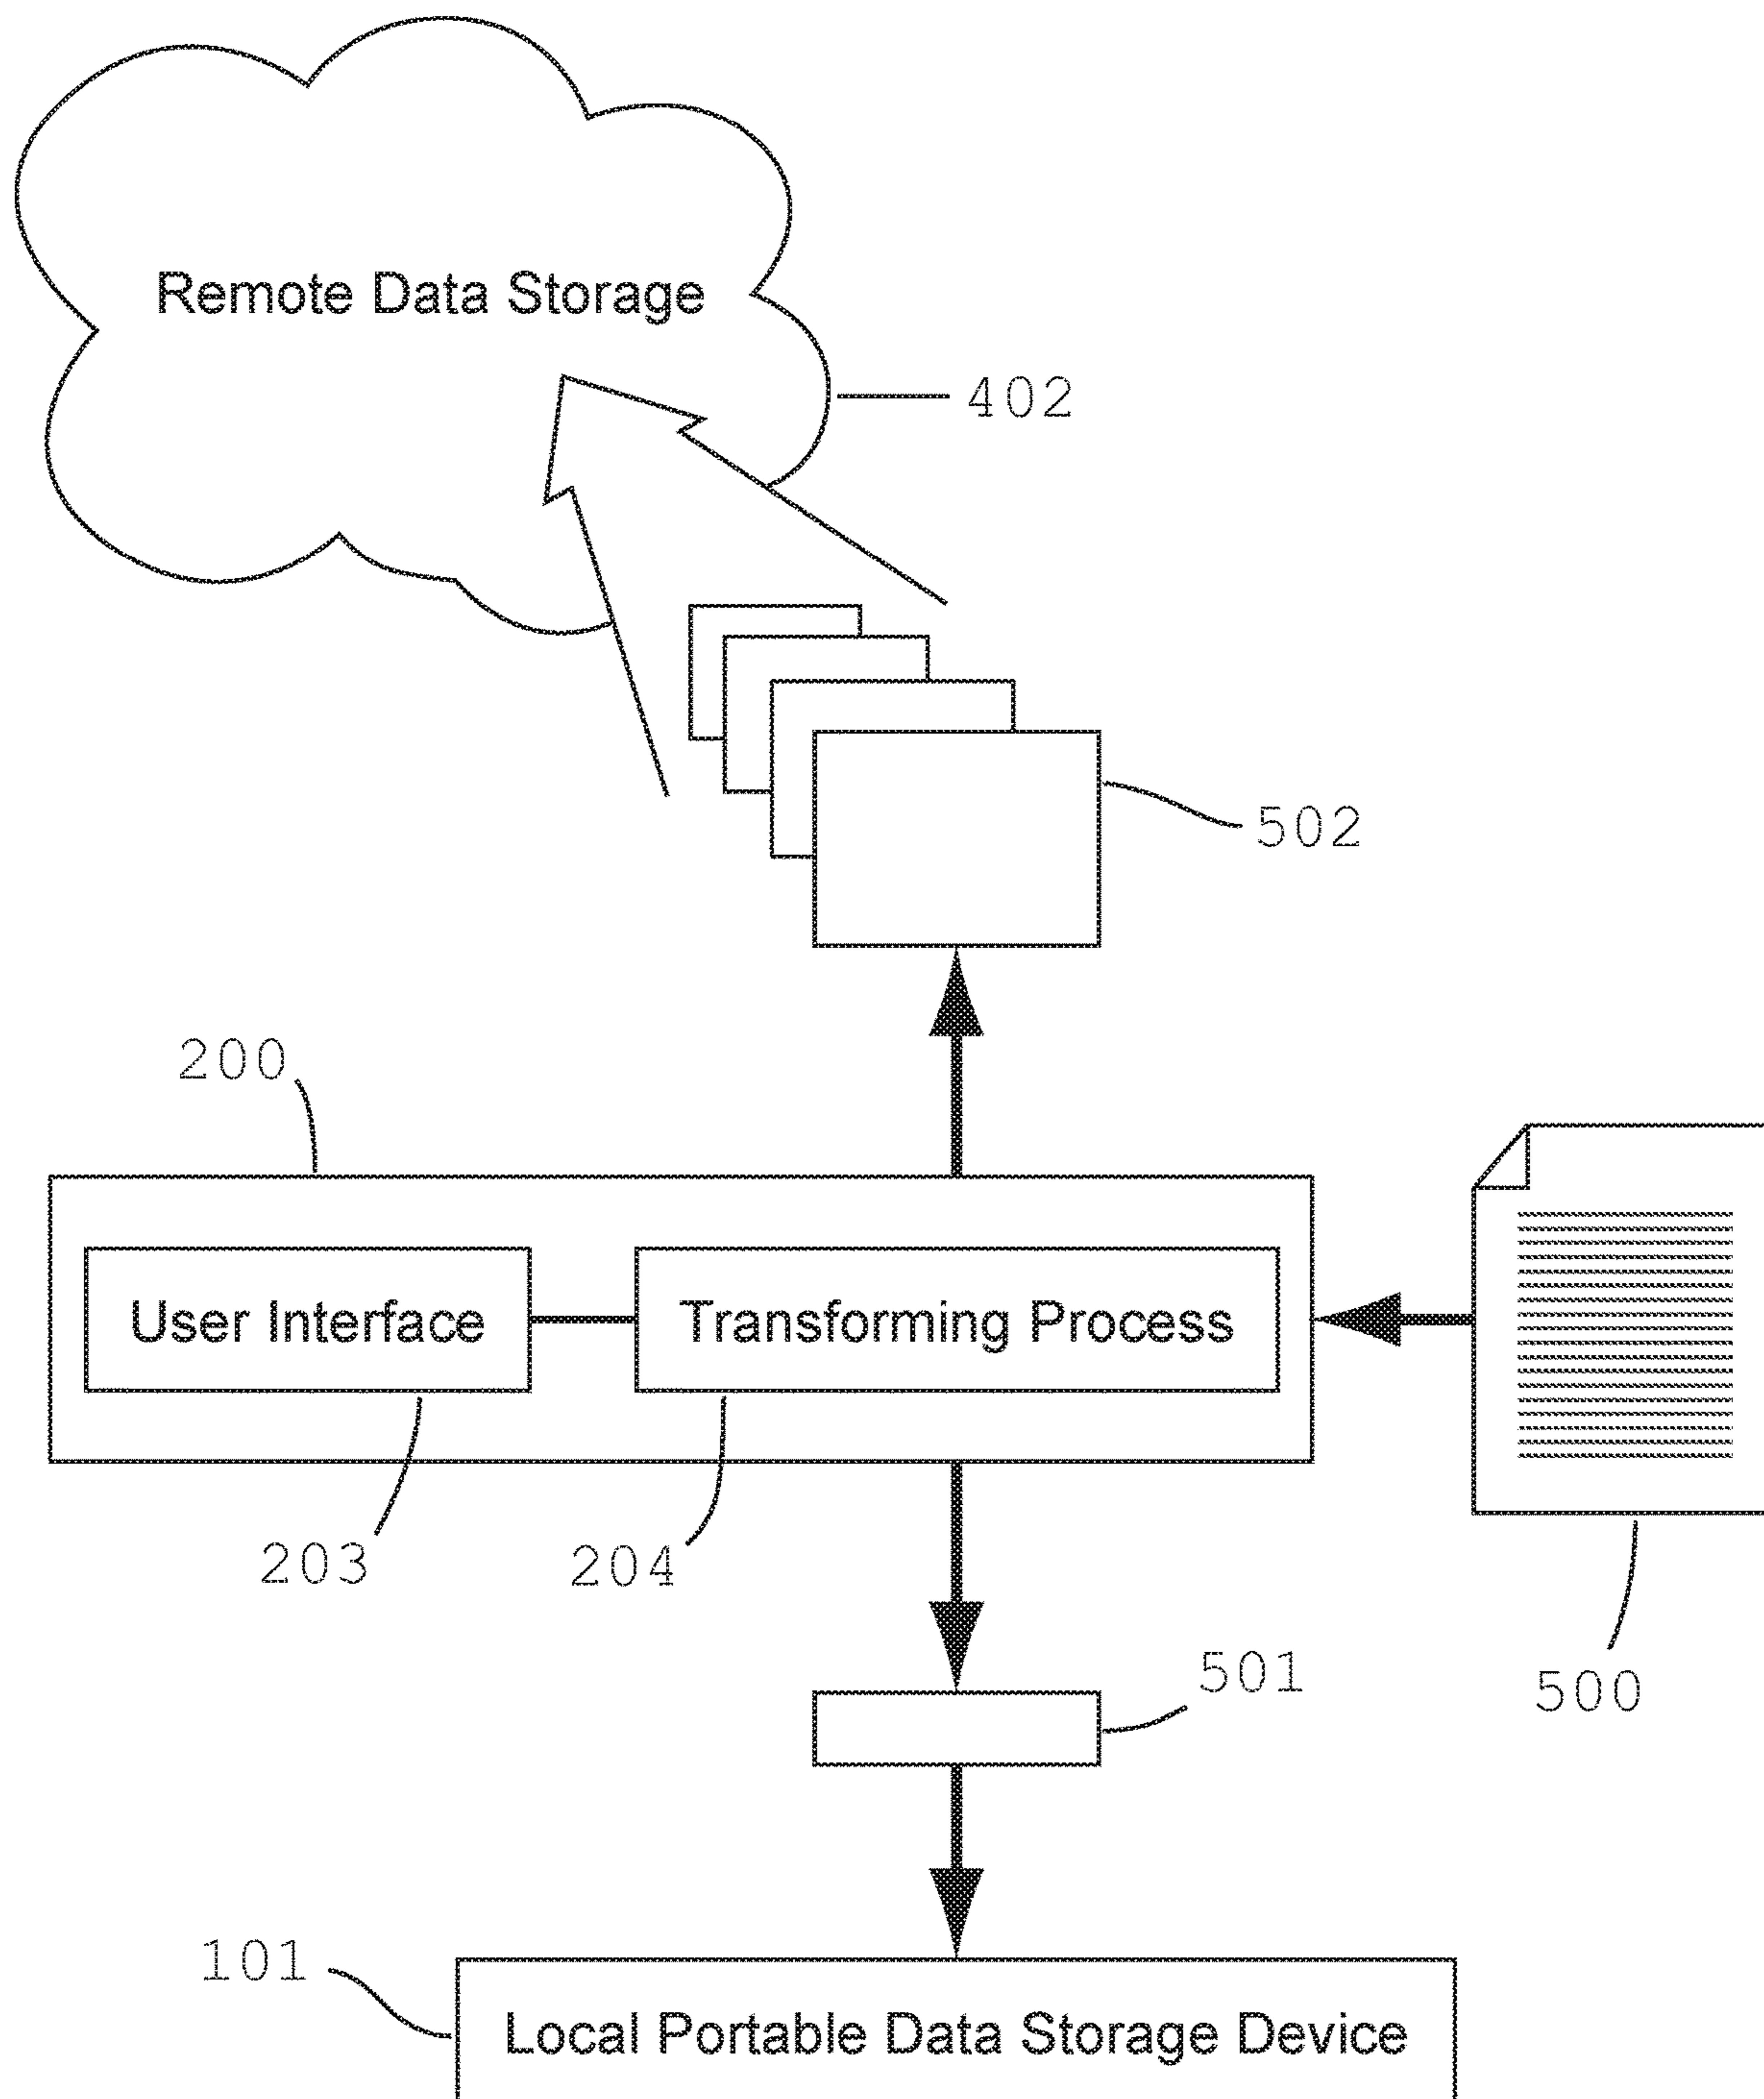 Remote Data Storage
402
502
200
User Interface
Transforming Process
203
204
501
500
101
Local Portable Data Storage Device